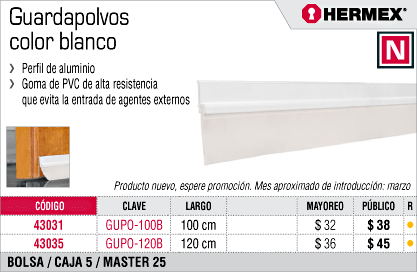 Guardapolvos
color blanco
HERMEX®
N
❯ Perfil de aluminio
❯ Goma de PVC de alta resistencia
que evita la entrada de agentes externos
Producto nuevo, espere promoción. Mes aproximado de introducción: marzo
CÓDIGO CLAVE LARGO MAYOREO PÚBLICO R
43031 GUPO-100B 100 cm $ 32 $ 38
43035 GUPO-120B 120 cm $ 36 $ 45
BOLSA / CAJA 5 / MASTER 25